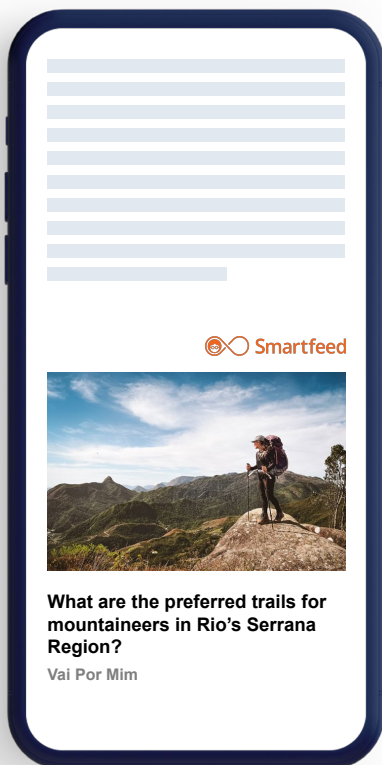 Smartfeed
What are the preferred trails for
mountaineers in Rio's Serrana
Region?
Vai Por Mim